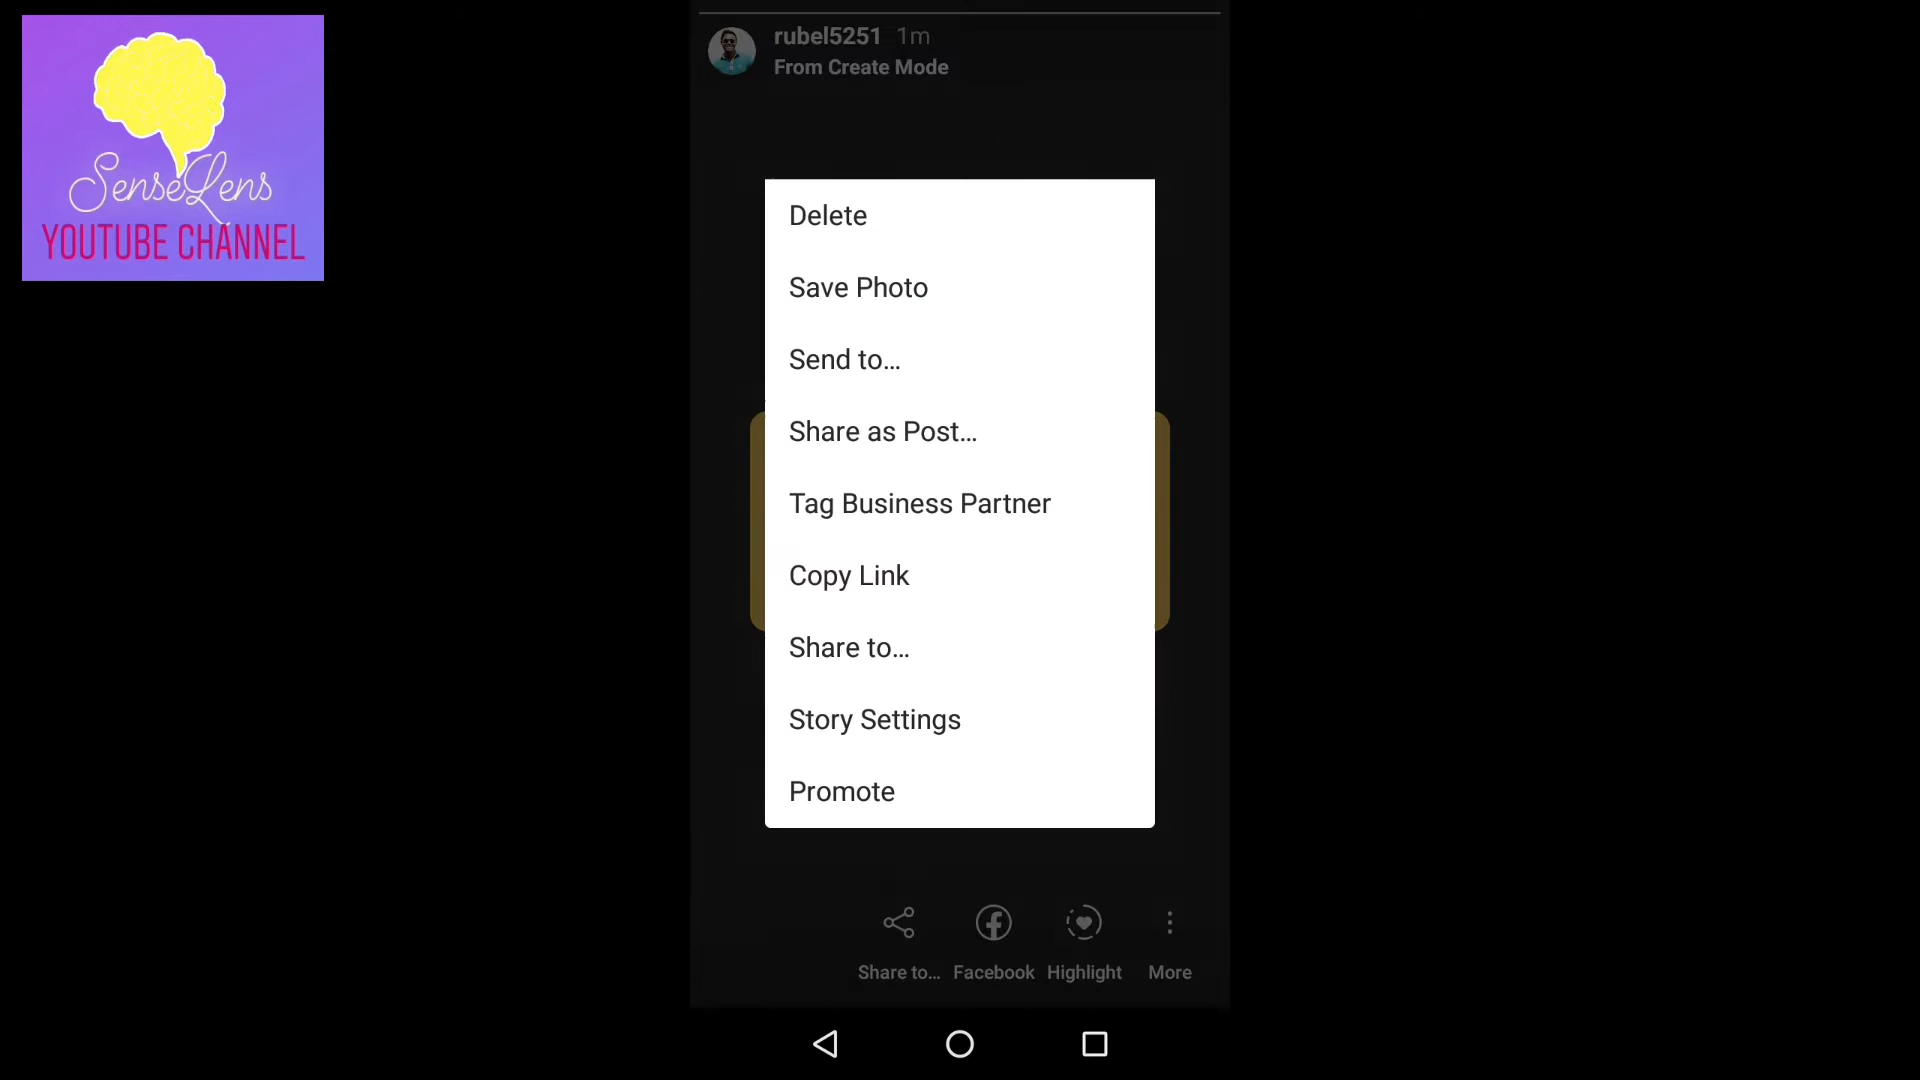 SenseLens
YOUTUBE CHANNEL
rubel5251 1m
From Create Mode
Delete
Save Photo
Send to...
Share as Post...
Tag Business Partner
Copy Link
Share to...
Story Settings
Promote
Share to... Facebook Highlight More